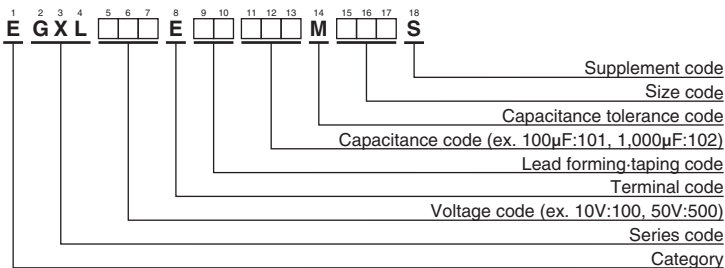 1 2 3 4 5 6 7 8 9 10 11 12 13 14 15 16 17 18
E G X L E M S
Supplement code
Size code
Capacitance tolerance code
Capacitance code (ex. 100μF:101, 1,000μF:102)
Lead forming·taping code
Terminal code
Voltage code (ex. 10V:100, 50V:500)
Series code
Category